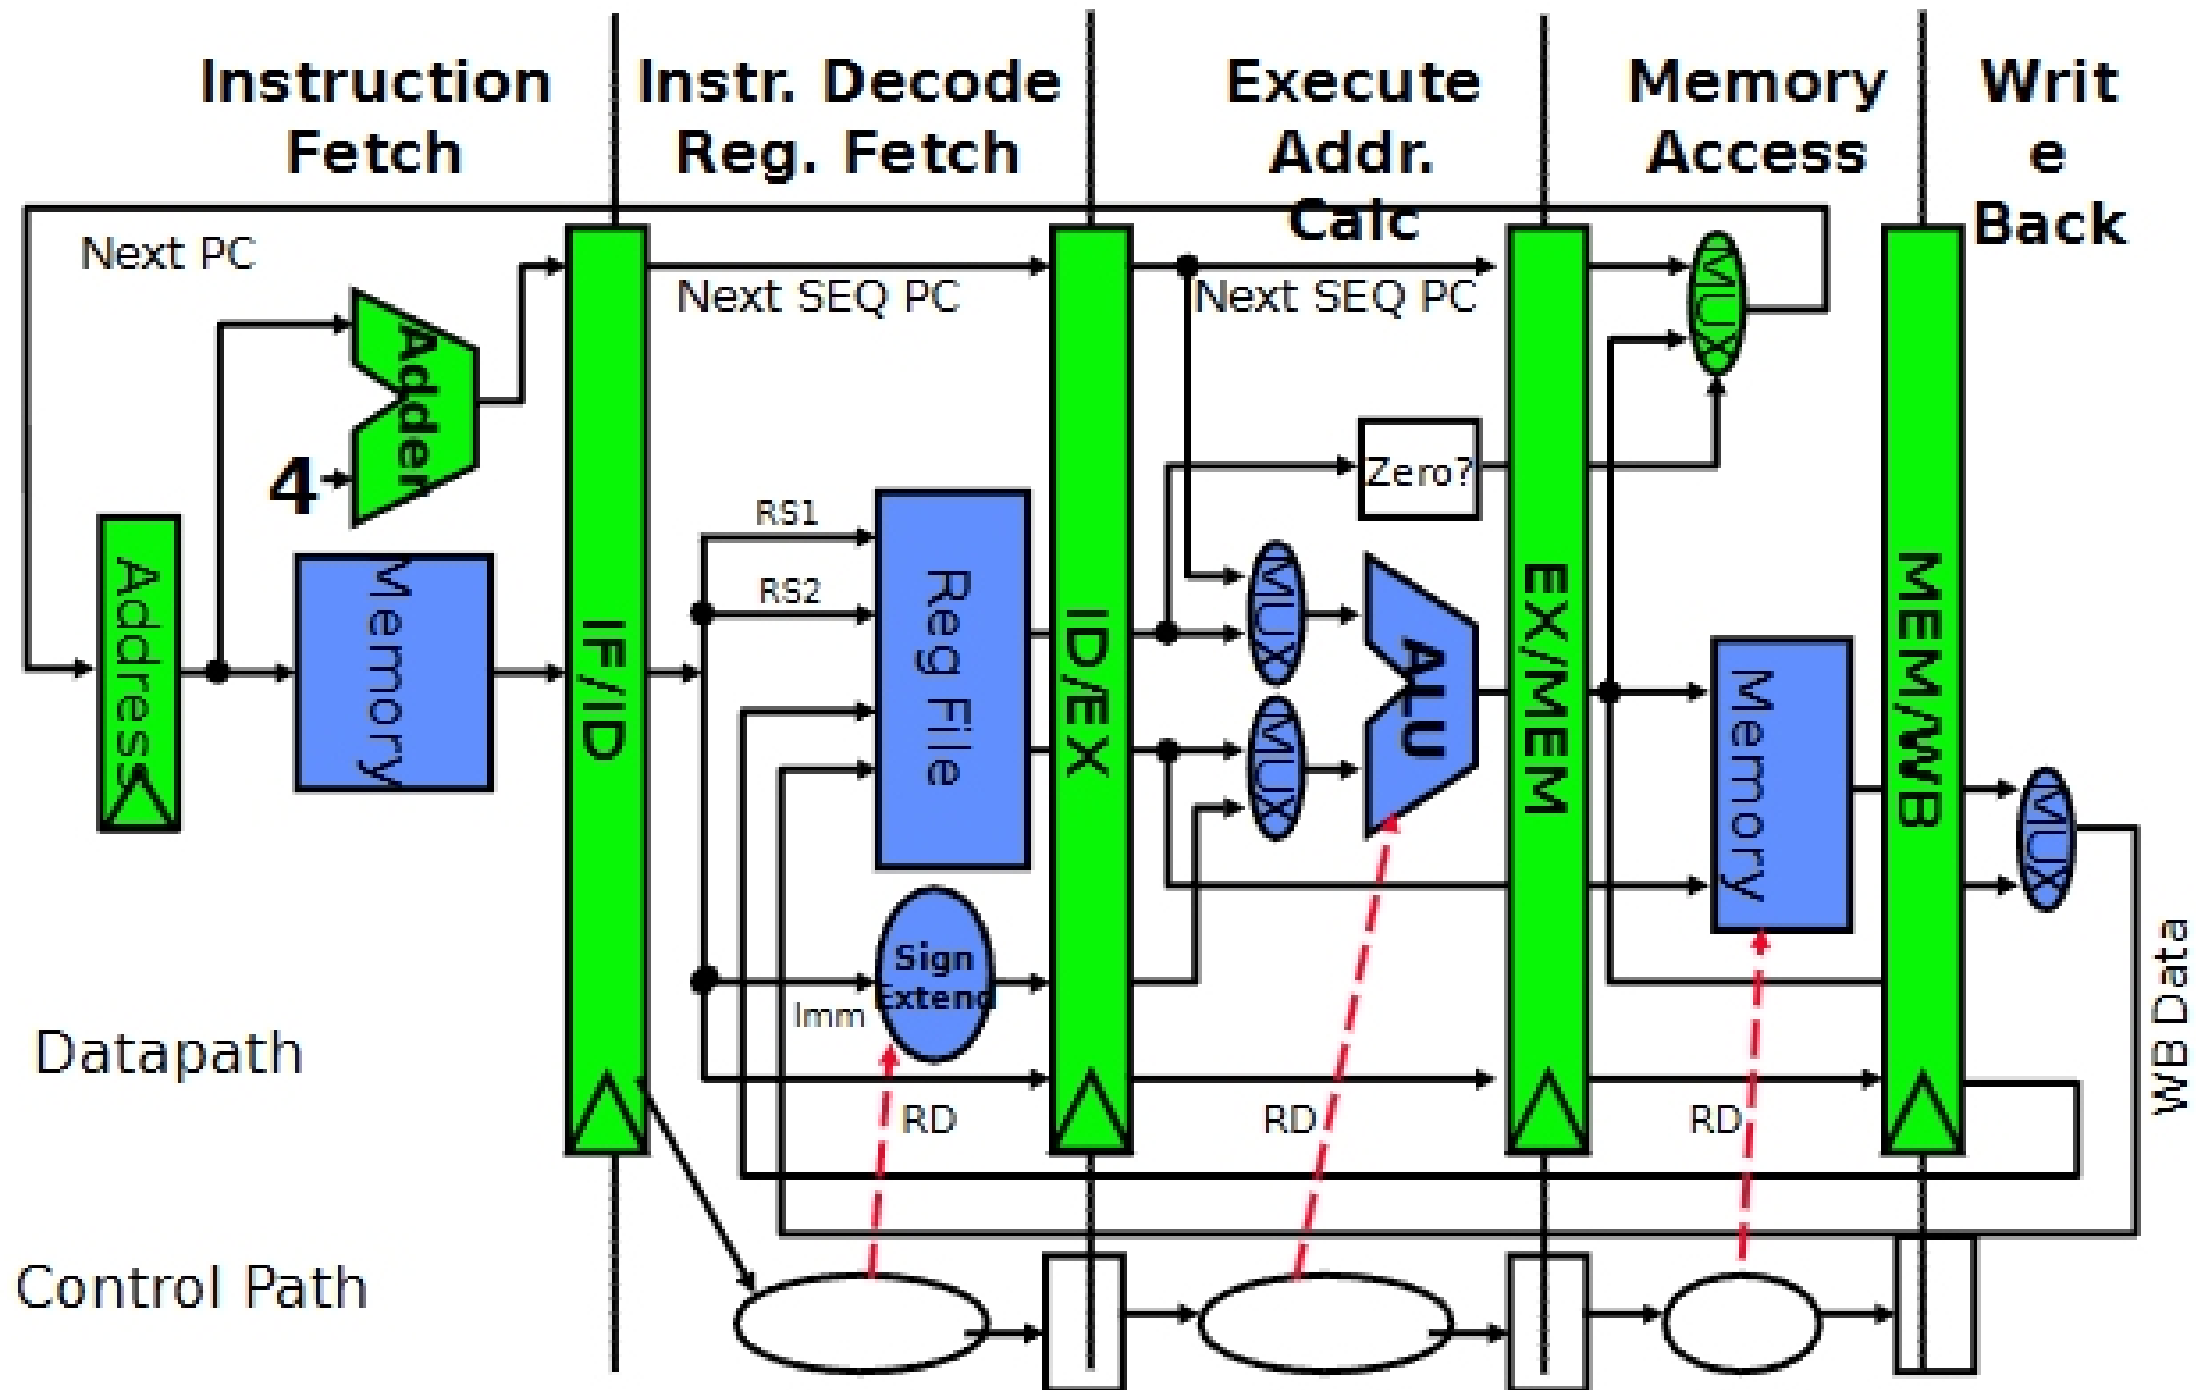 Instruction
Fetch
Instr. Decode
Reg. Fetch
Execute
Addr.
Calc
Memory
Access
Writ
e
Back
Next PC
Next SEQ PC
Next SEQ PC
MUX
Adder
4
Zero?
RS1
RS2
Address
Memory
IF/ID
Reg File
ID/EX
MUX
MUX
ALU
EX/MEM
Memory
MEM/WB
MUX
Sign
Extend
Imm
RD
RD
RD
WB Data
Datapath
Control Path